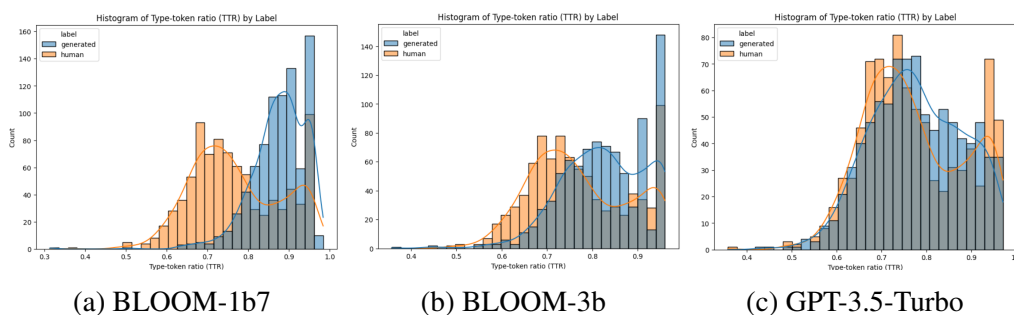 Histogram of Type-token ratio (TTR) by Label
label
generated
human
Count
160
140
120
100
80
60
40
20
0
0.3 0.4 0.5 0.6 0.7 0.8 0.9 1.0
Type-token ratio (TTR)
(a) BLOOM-1b7
Histogram of Type-token ratio (TTR) by Label
label
generated
human
Count
140
120
100
80
60
40
20
0
0.4 0.5 0.6 0.7 0.8 0.9
Type-token ratio (TTR)
(b) BLOOM-3b
Histogram of Type-token ratio (TTR) by Label
label
generated
human
Count
80
70
60
50
40
30
20
10
0
0.4 0.5 0.6 0.7 0.8 0.9
Type-token ratio (TTR)
(c) GPT-3.5-Turbo